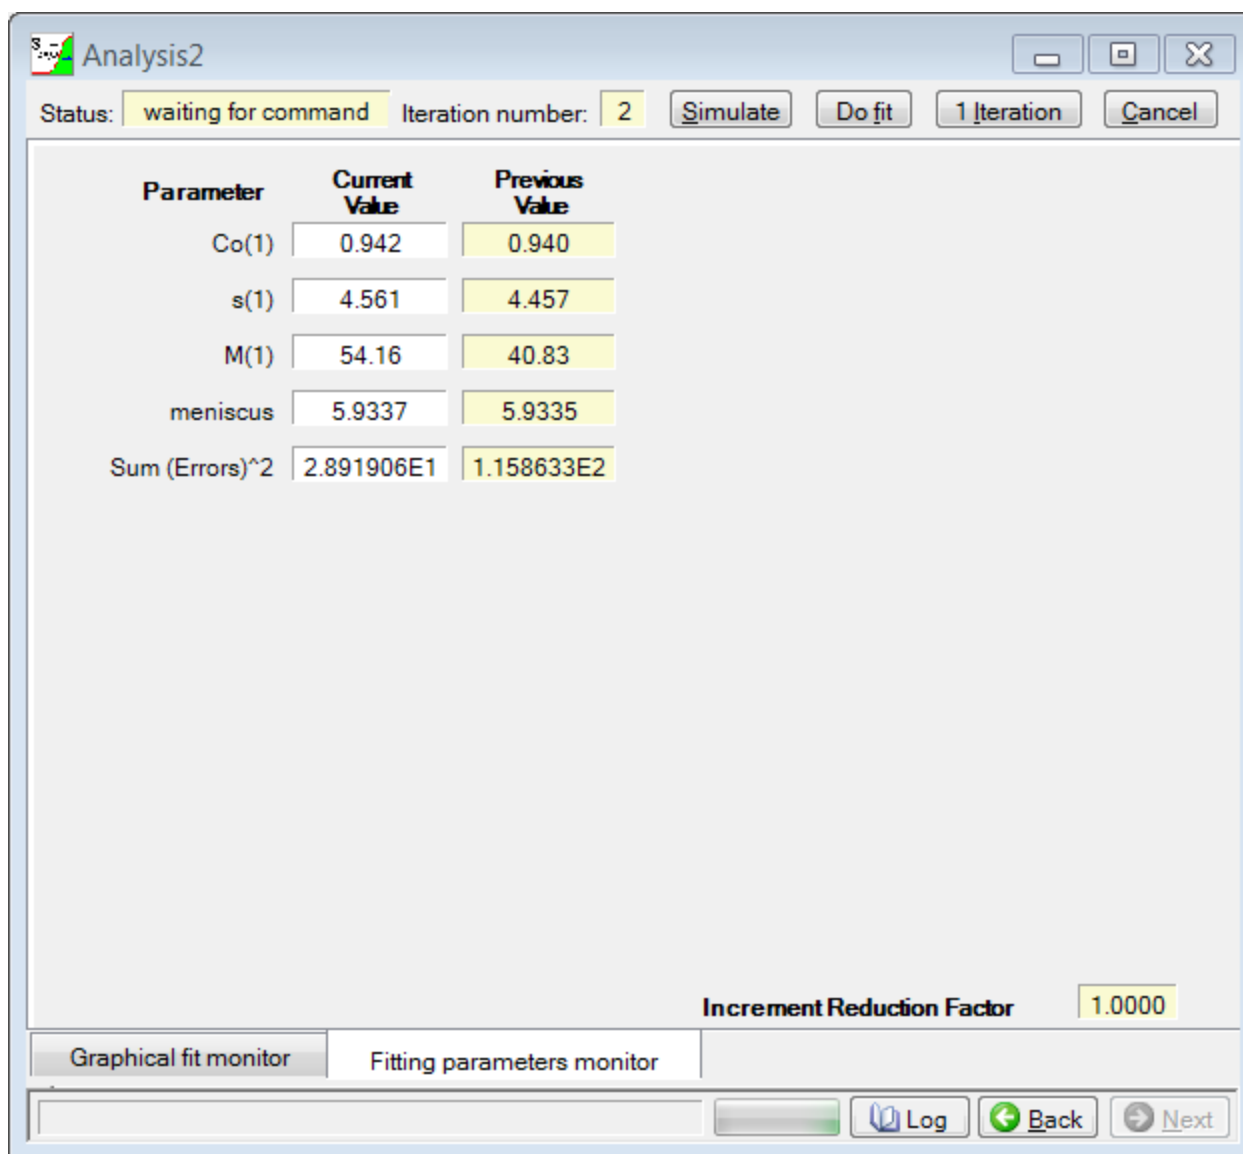 Analysis2
Status: waiting for command Iteration number: 2 Simulate Do fit 1 Iteration Cancel
Parameter Current Value Previous Value
Co(1) 0.942 0.940
s(1) 4.561 4.457
M(1) 54.16 40.83
meniscus 5.9337 5.9335
Sum (Errors)^2 2.891906E1 1.158633E2
Increment Reduction Factor 1.0000
Graphical fit monitor Fitting parameters monitor
Log Back Next